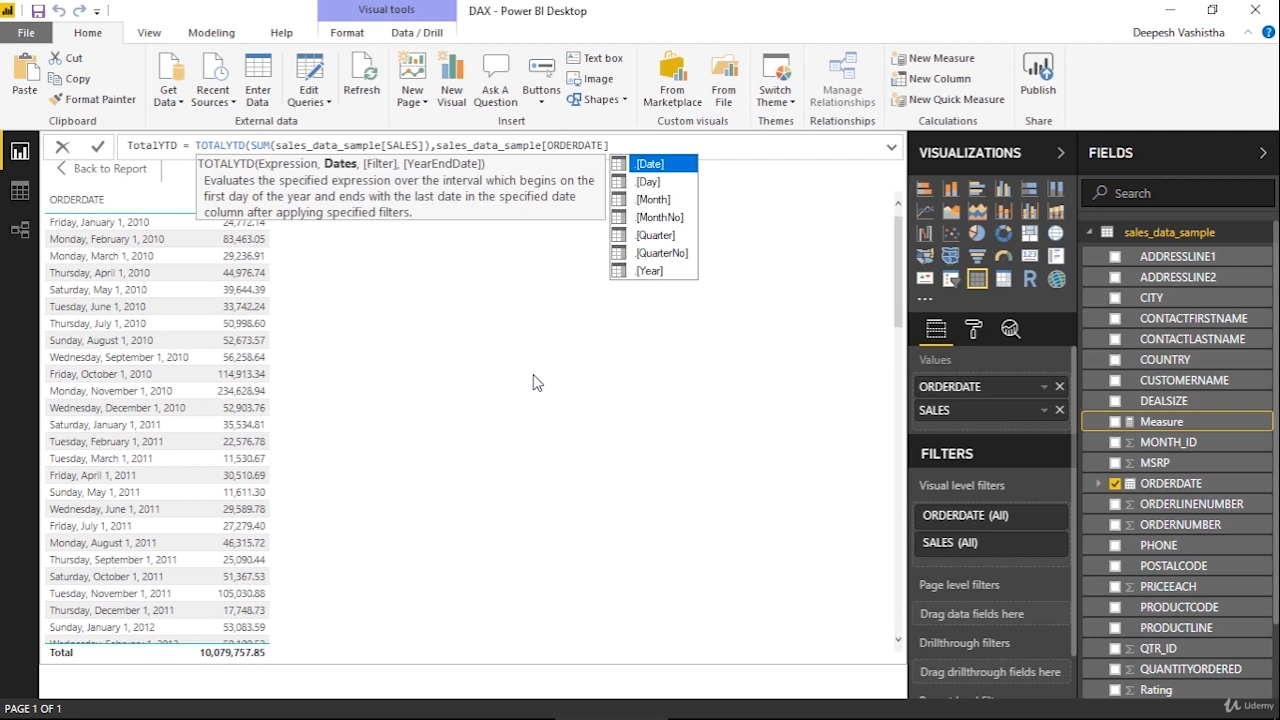 Visual tools
DAX - Power BI Desktop
File
Home
View
Modeling
Help
Format
Data / Drill
Deepesh Vashistha
Paste
Cut
Copy
Format Painter
Clipboard
Get Data
Recent Sources
Enter Data
Edit Queries
Refresh
External data
New Page
New Visual
Ask A Question
Buttons
Text box
Image
Shapes
Insert
From Marketplace
From File
Custom visuals
Switch Theme
Themes
Manage Relationships
Relationships
New Measure
New Column
New Quick Measure
Calculations
Publish
Share
TotalYTD = TOTALYTD(SUM(sales_data_sample[SALES]),sales_data_sample[ORDERDATE]
TOTALYTD(Expression, Dates, [Filter], [YearEndDate])
Evaluates the specified expression over the interval which begins on the
first day of the year and ends with the last date in the specified date
column after applying specified filters.
.[Date]
.[Day]
.[Month]
.[MonthNo]
.[Quarter]
.[QuarterNo]
.[Year]
Back to Report
ORDERDATE
Friday, January 1, 2010 24,772.14
Monday, February 1, 2010 83,463.05
Monday, March 1, 2010 29,236.91
Thursday, April 1, 2010 44,976.74
Saturday, May 1, 2010 39,644.39
Tuesday, June 1, 2010 33,742.24
Thursday, July 1, 2010 50,998.60
Sunday, August 1, 2010 52,673.57
Wednesday, September 1, 2010 56,258.64
Friday, October 1, 2010 114,913.34
Monday, November 1, 2010 234,628.94
Wednesday, December 1, 2010 52,903.76
Saturday, January 1, 2011 35,534.81
Tuesday, February 1, 2011 22,576.78
Tuesday, March 1, 2011 11,530.67
Friday, April 1, 2011 30,510.69
Sunday, May 1, 2011 11,611.30
Wednesday, June 1, 2011 29,589.78
Friday, July 1, 2011 27,279.40
Monday, August 1, 2011 46,315.72
Thursday, September 1, 2011 25,090.44
Saturday, October 1, 2011 51,367.53
Tuesday, November 1, 2011 105,030.88
Thursday, December 1, 2011 17,748.73
Sunday, January 1, 2012 53,083.59
Total 10,079,757.85
VISUALIZATIONS
Values
ORDERDATE
SALES
FILTERS
Visual level filters
ORDERDATE (All)
SALES (All)
Page level filters
Drag data fields here
Drillthrough filters
Drag drillthrough fields here
FIELDS
Search
sales_data_sample
ADDRESSLINE1
ADDRESSLINE2
CITY
CONTACTFIRSTNAME
CONTACTLASTNAME
COUNTRY
CUSTOMERNAME
DEALSIZE
Measure
MONTH_ID
MSRP
ORDERDATE
ORDERLINENUMBER
ORDERNUMBER
PHONE
POSTALCODE
PRICEEACH
PRODUCTCODE
PRODUCTLINE
QTR_ID
QUANTITYORDERED
Rating
PAGE 1 OF 1
Udemy